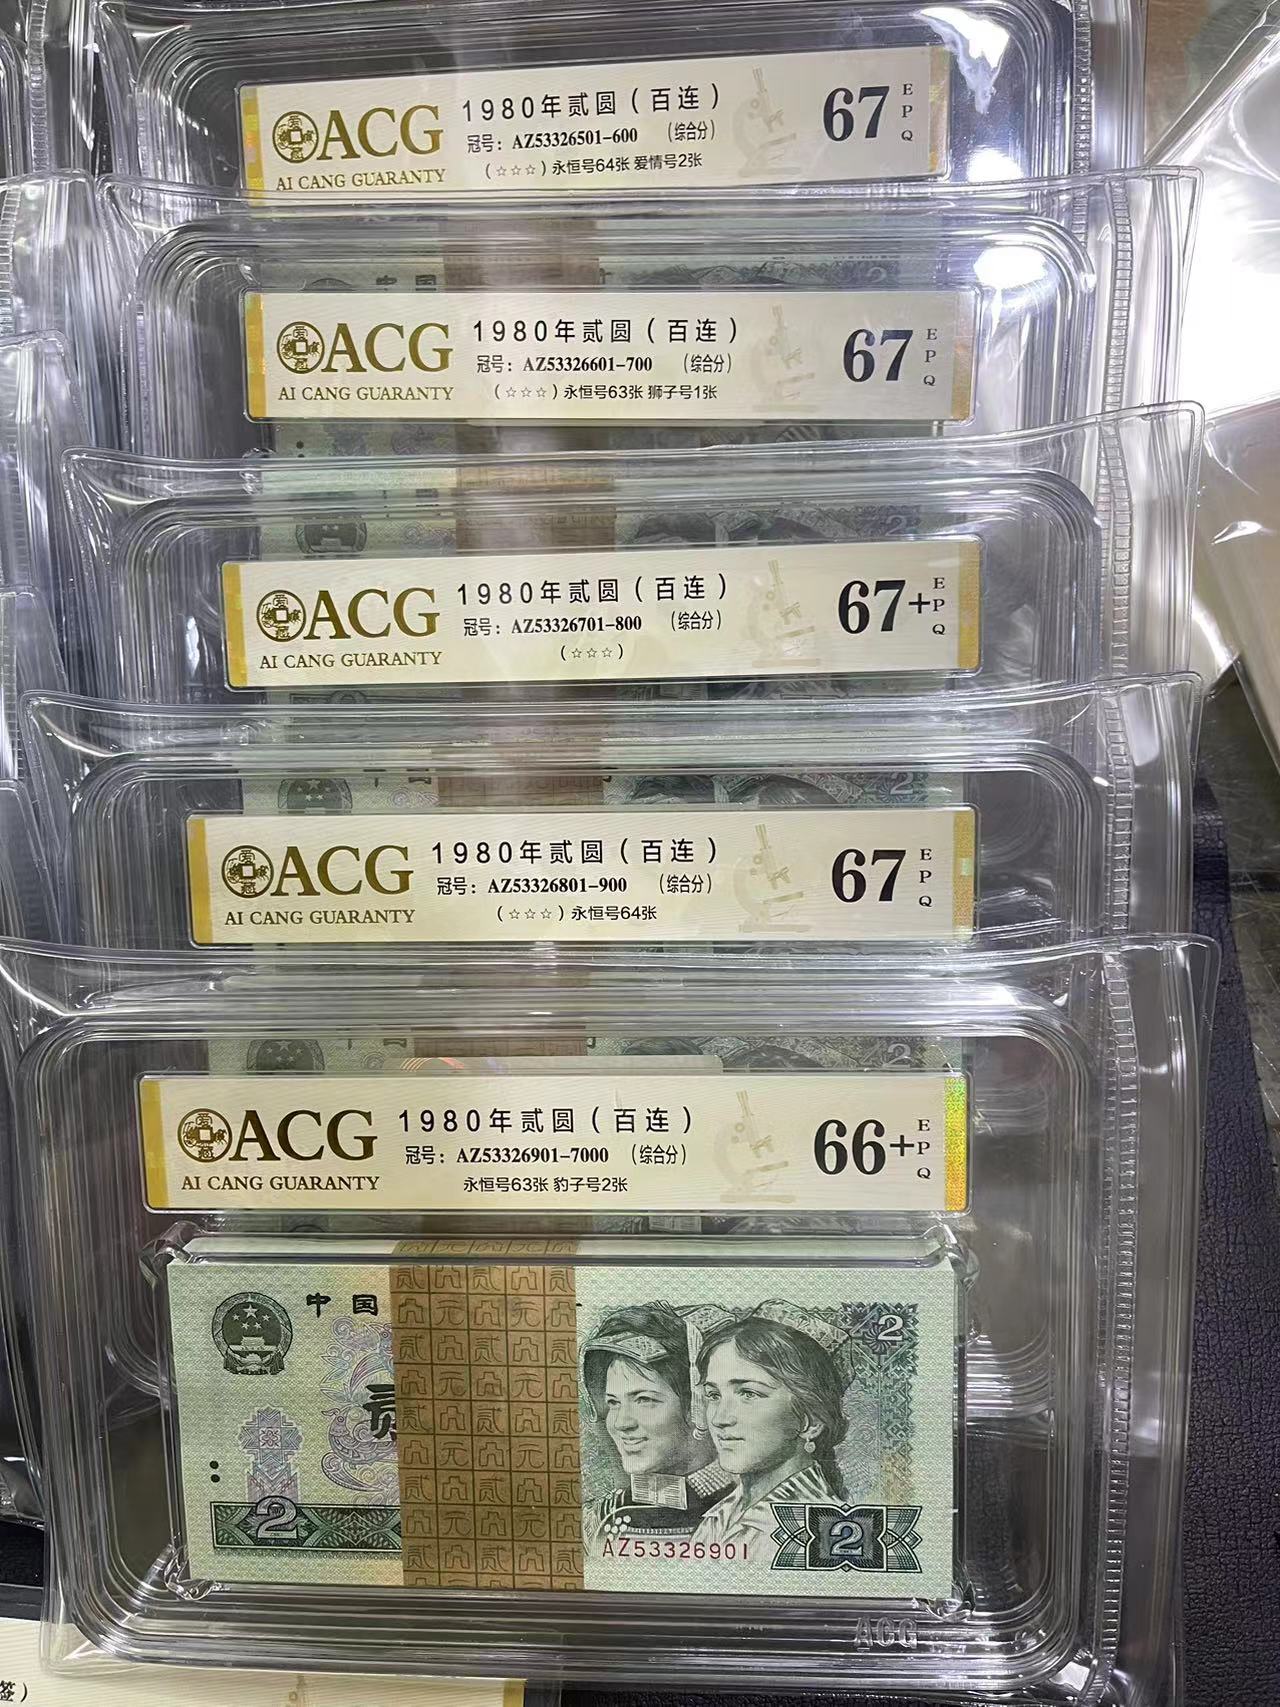 ACG
AI CANG GUARANTY
1980年贰圆（百连）
冠号：AZ53326501-600 （综合分）
（☆☆☆）永恒号64张 爱情号2张
67
EPQ
ACG
AI CANG GUARANTY
1980年贰圆（百连）
冠号：AZ53326601-700 （综合分）
（☆☆☆）永恒号63张 狮子号1张
67
EPQ
ACG
AI CANG GUARANTY
1980年贰圆（百连）
冠号：AZ53326701-800 （综合分）
（☆☆☆）
67+
EPQ
2
ACG
AI CANG GUARANTY
1980年贰圆（百连）
冠号：AZ53326801-900 （综合分）
（☆☆☆）永恒号64张
67
EPQ
2
ACG
AI CANG GUARANTY
1980年贰圆（百连）
冠号：AZ53326901-7000 （综合分）
永恒号63张 豹子号2张
66+
EPQ
中国
贰
2
2
2
AZ53326901
ACG
签）